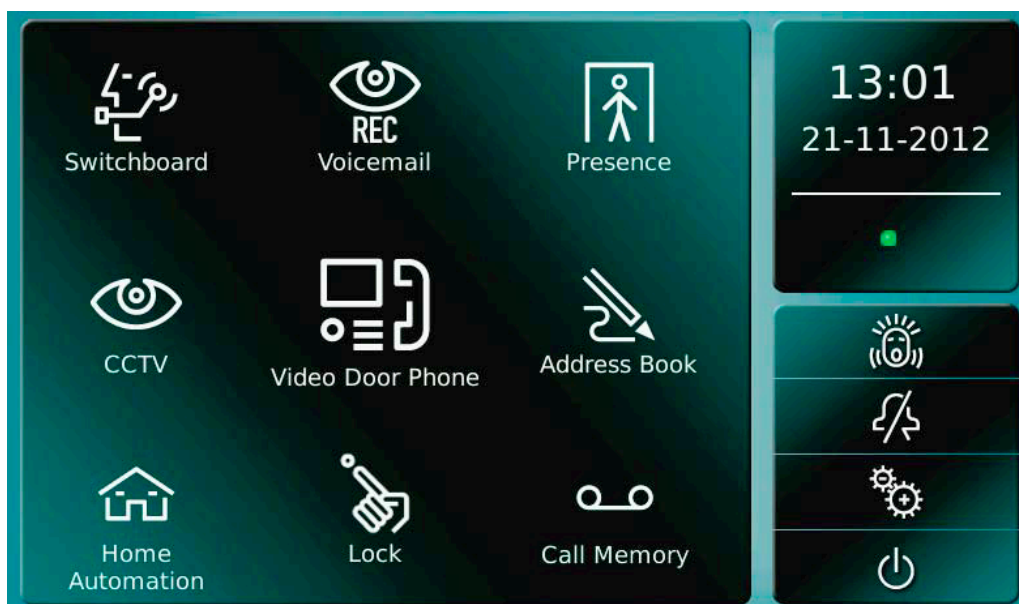 REC
Switchboard
Voicemail
Presence
CCTV
Video Door Phone
Address Book
Home
Automation
Lock
Call Memory
13:01
21-11-2012